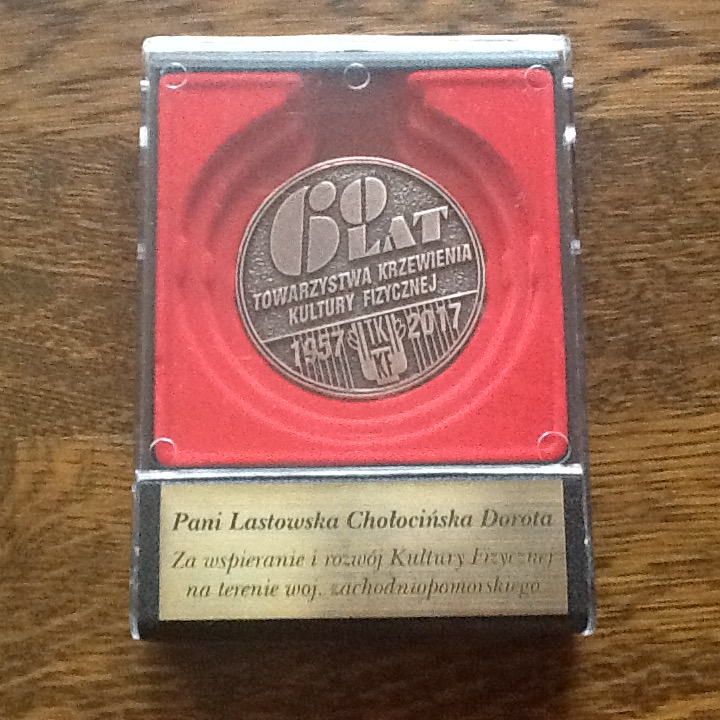 60
LAT
TOWARZYSTWA KRZEWIENIA
KULTURY FIZYCZNEJ
1957 TKKF 2017
Pani Lastowska Chołocińska Dorota
Za wspieranie i rozwój Kultury Fizycznej
na terenie woj. zachodniopomorskiego